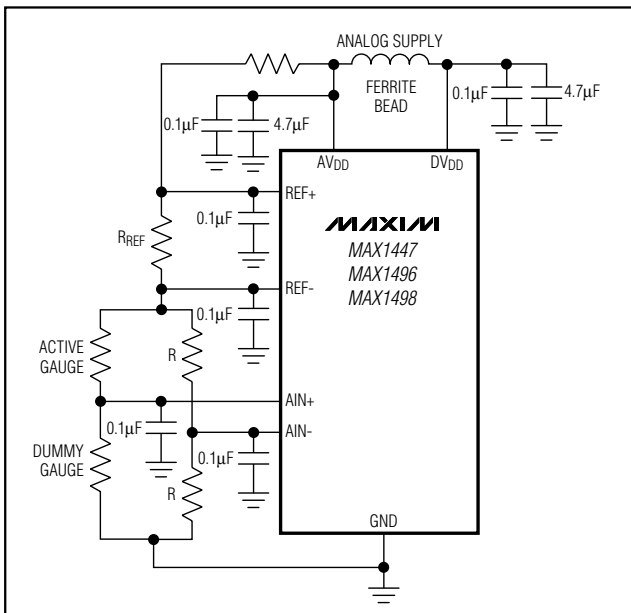 ANALOG SUPPLY
FERRITE
BEAD
0.1µF
4.7µF
0.1µF
4.7µF
AVDD
DVDD
REF+
0.1µF
RREF
MAXIM
MAX1447
MAX1496
MAX1498
REF-
0.1µF
ACTIVE
GAUGE
R
AIN+
0.1µF
AIN-
DUMMY
GAUGE
R
0.1µF
GND